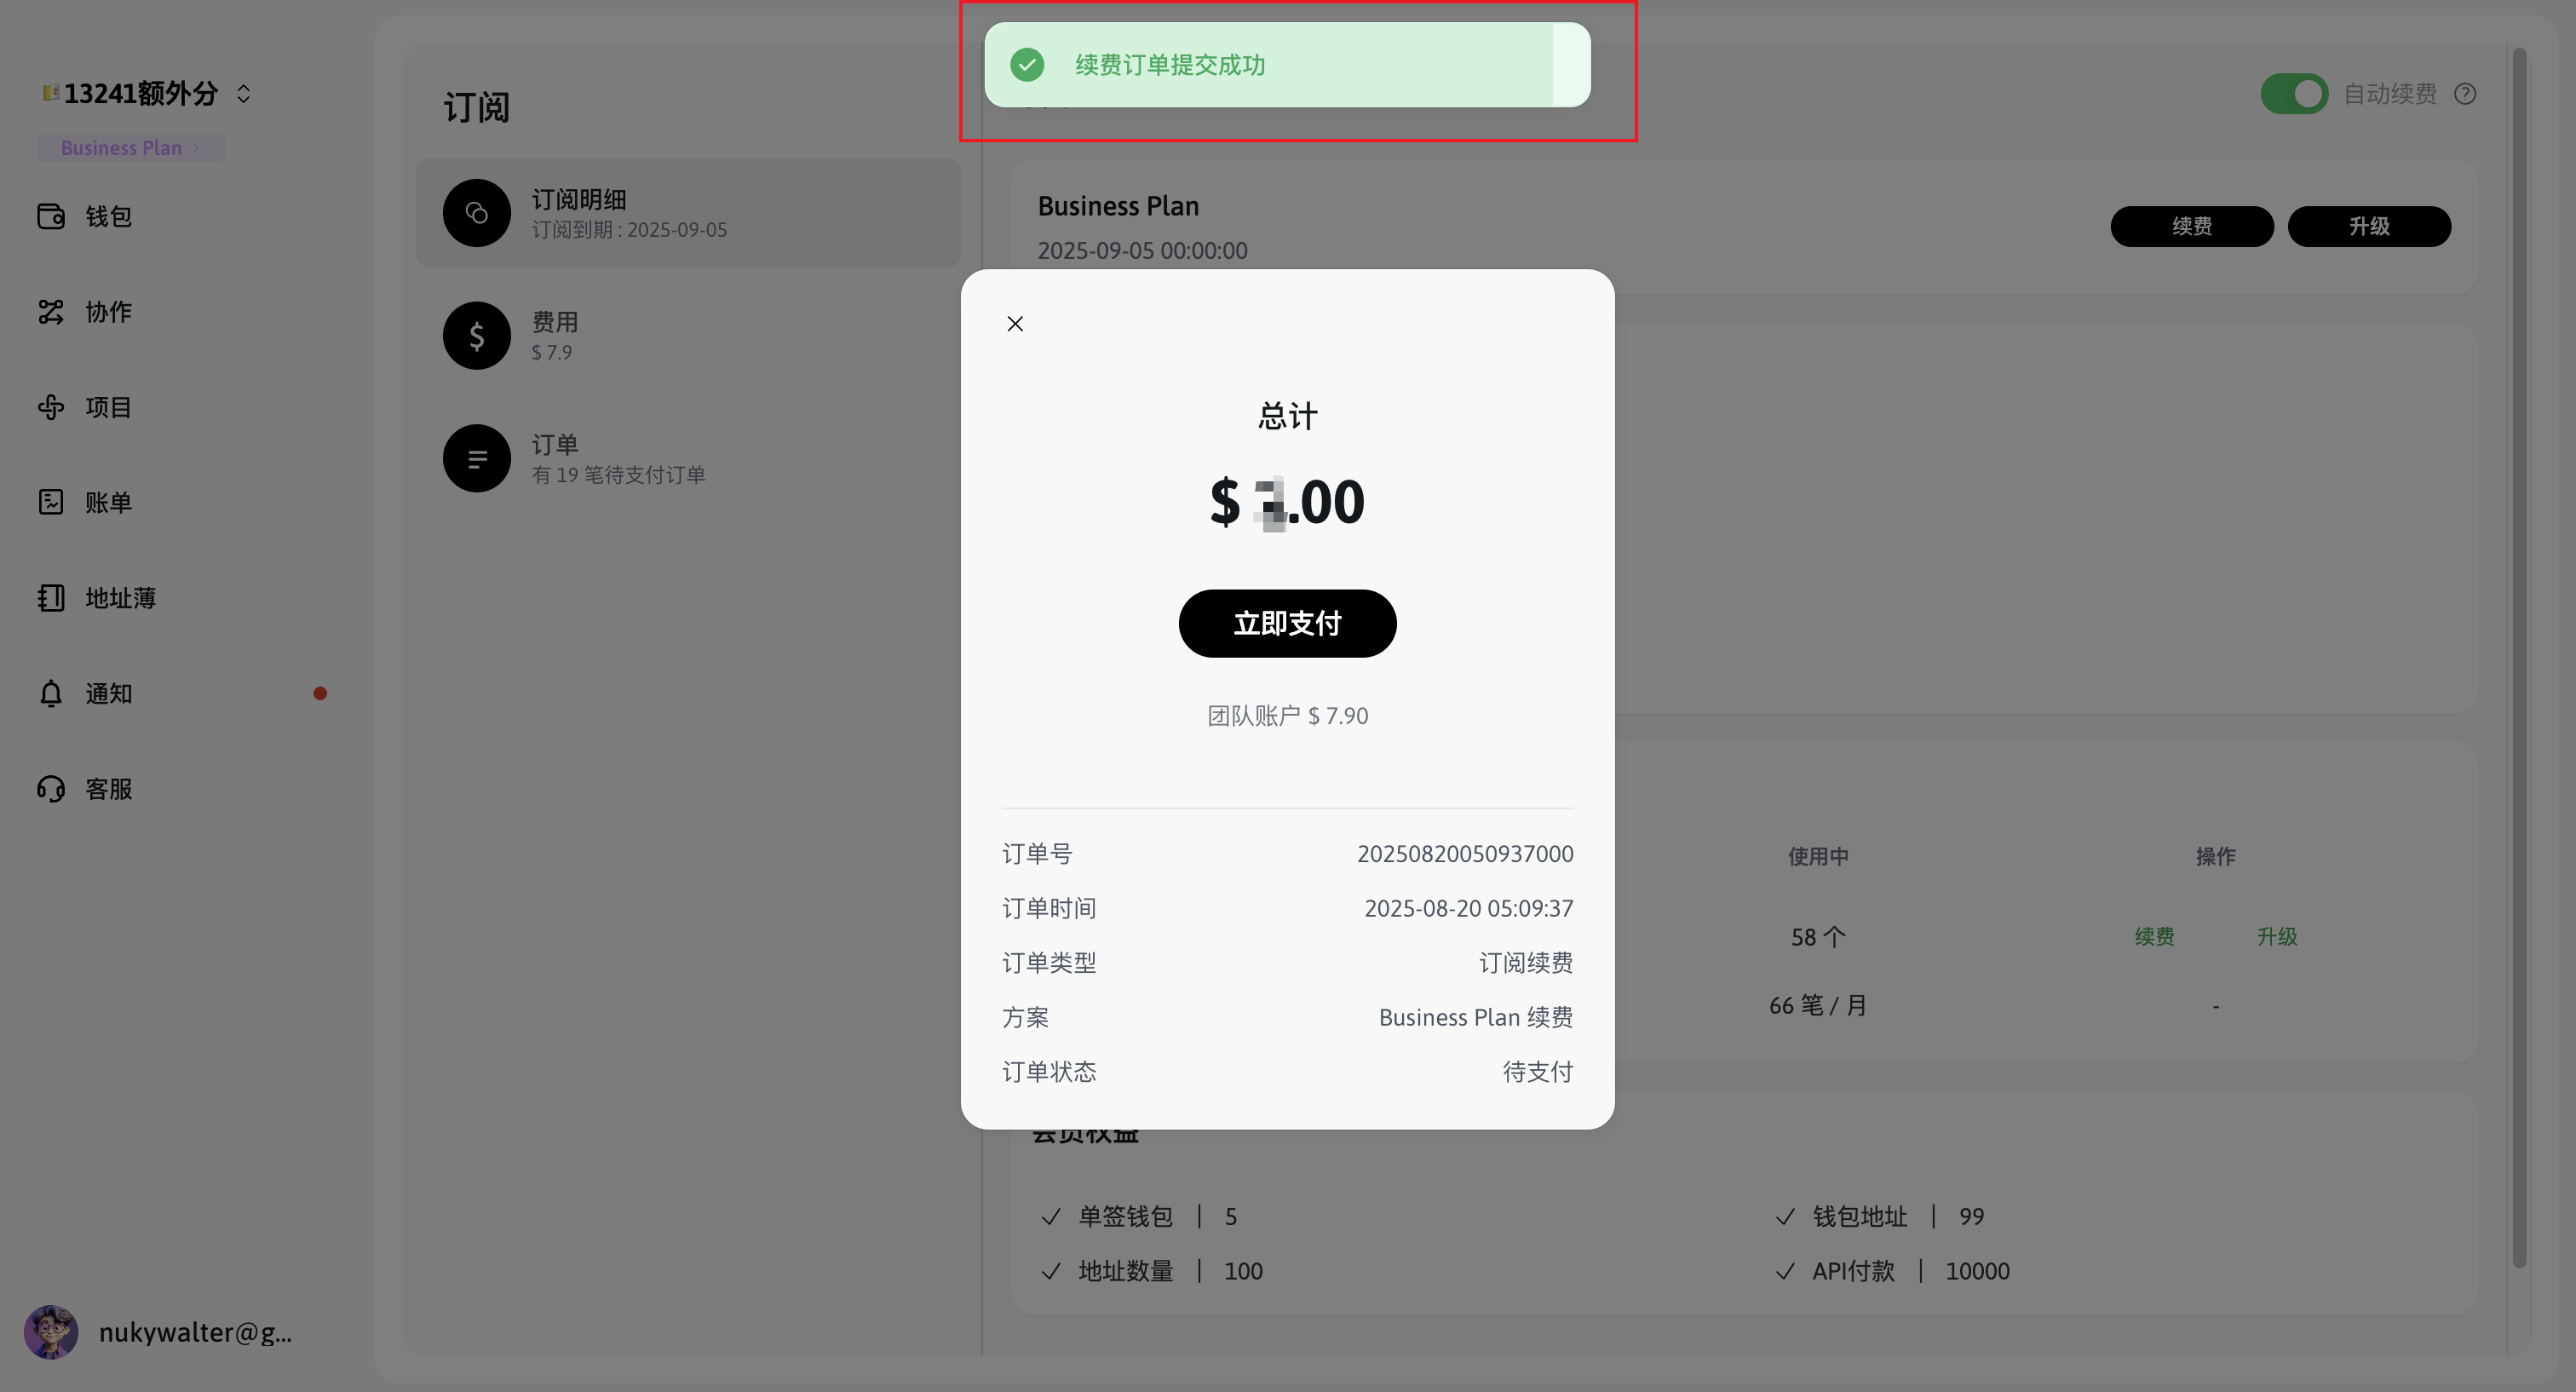 13241额外分
Business Plan
钱包
协作
项目
账单
地址薄
通知
客服
nukywalter@g...
订阅
订阅明细
订阅到期 : 2025-09-05
费用
$ 7.9
订单
有 19 笔待支付订单
续费订单提交成功
自动续费
Business Plan
2025-09-05 00:00:00
续费
升级
总计
$ .00
立即支付
团队账户 $ 7.90
订单号 20250820050937000
订单时间 2025-08-20 05:09:37
订单类型 订阅续费
方案 Business Plan 续费
订单状态 待支付
使用中 操作
58 个 续费 升级
66 笔 / 月 -
会员权益
单签钱包 | 5
钱包地址 | 99
地址数量 | 100
API付款 | 10000